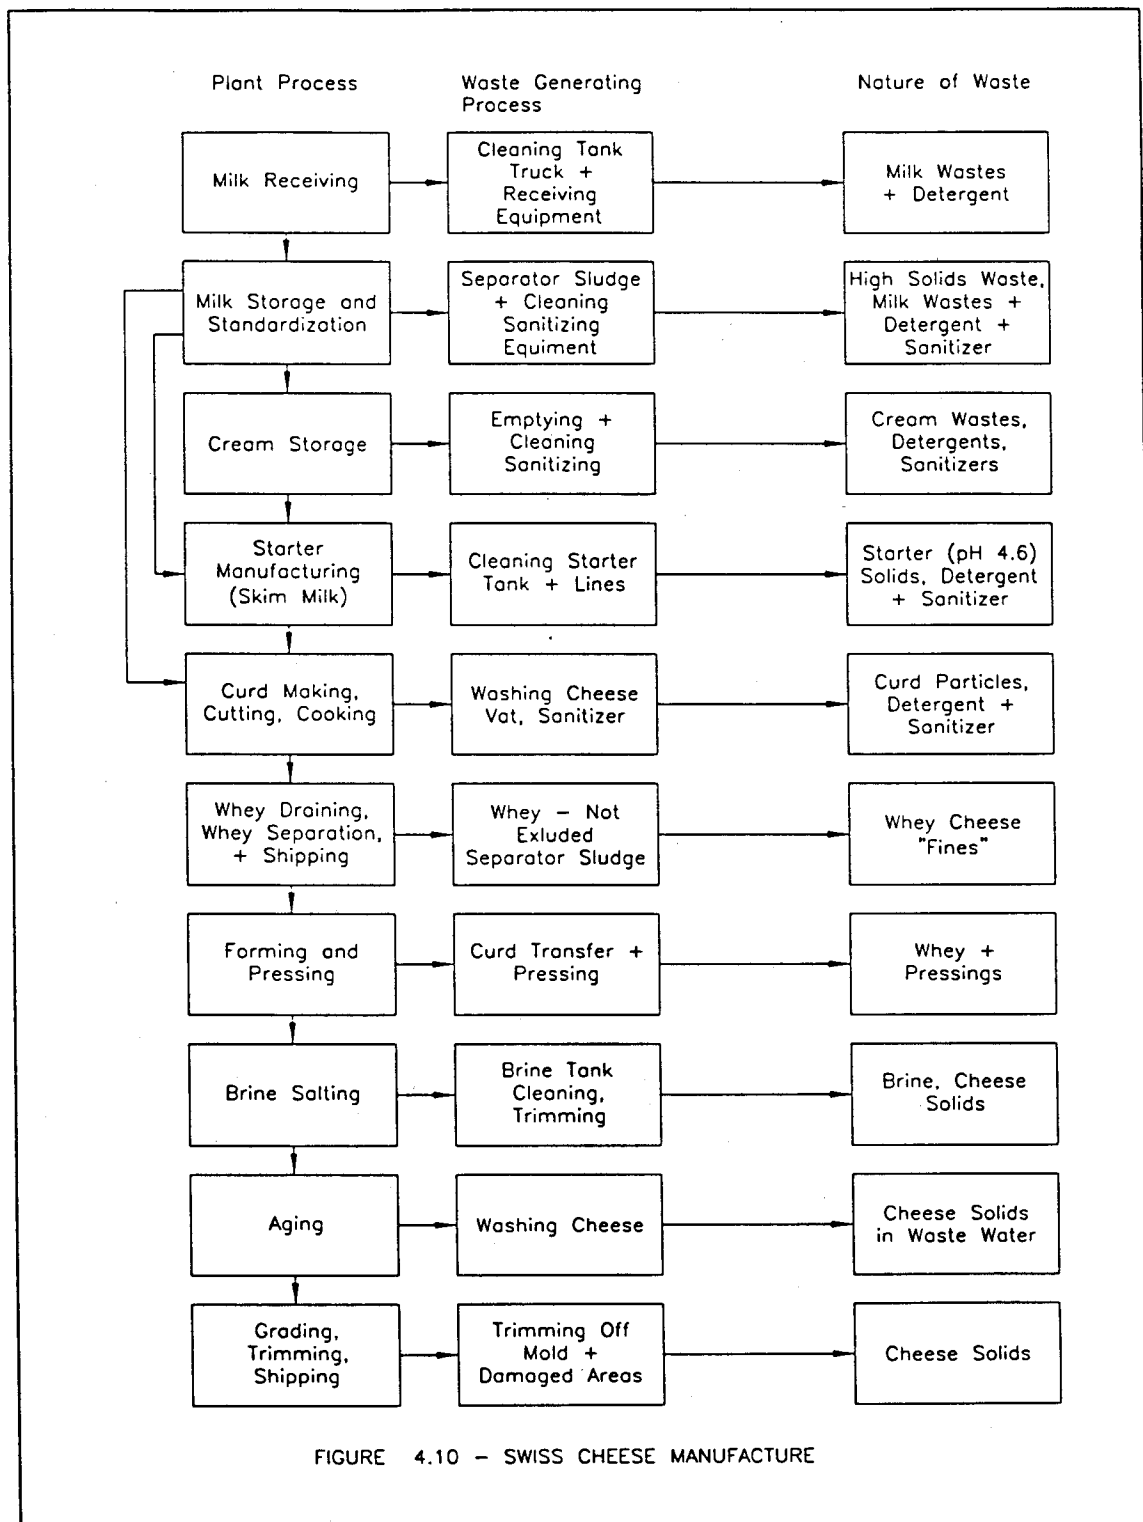 Plant Process
Waste Generating
Process
Nature of Waste
Milk Receiving
Cleaning Tank
Truck +
Receiving
Equipment
Milk Wastes
+ Detergent
Milk Storage and
Standardization
Separator Sludge
+ Cleaning
Sanitizing
Equiment
High Solids Waste,
Milk Wastes +
Detergent +
Sanitizer
Cream Storage
Emptying +
Cleaning
Sanitizing
Cream Wastes,
Detergents,
Sanitizers
Starter
Manufacturing
(Skim Milk)
Cleaning Starter
Tank + Lines
Starter (pH 4.6)
Solids, Detergent
+ Sanitizer
Curd Making,
Cutting, Cooking
Washing Cheese
Vat, Sanitizer
Curd Particles,
Detergent +
Sanitizer
Whey Draining,
Whey Separation,
+ Shipping
Whey – Not
Exluded
Separator Sludge
Whey Cheese
"Fines"
Forming and
Pressing
Curd Transfer +
Pressing
Whey +
Pressings
Brine Salting
Brine Tank
Cleaning,
Trimming
Brine, Cheese
Solids
Aging
Washing Cheese
Cheese Solids
in Waste Water
Grading,
Trimming,
Shipping
Trimming Off
Mold +
Damaged Areas
Cheese Solids
FIGURE 4.10 – SWISS CHEESE MANUFACTURE